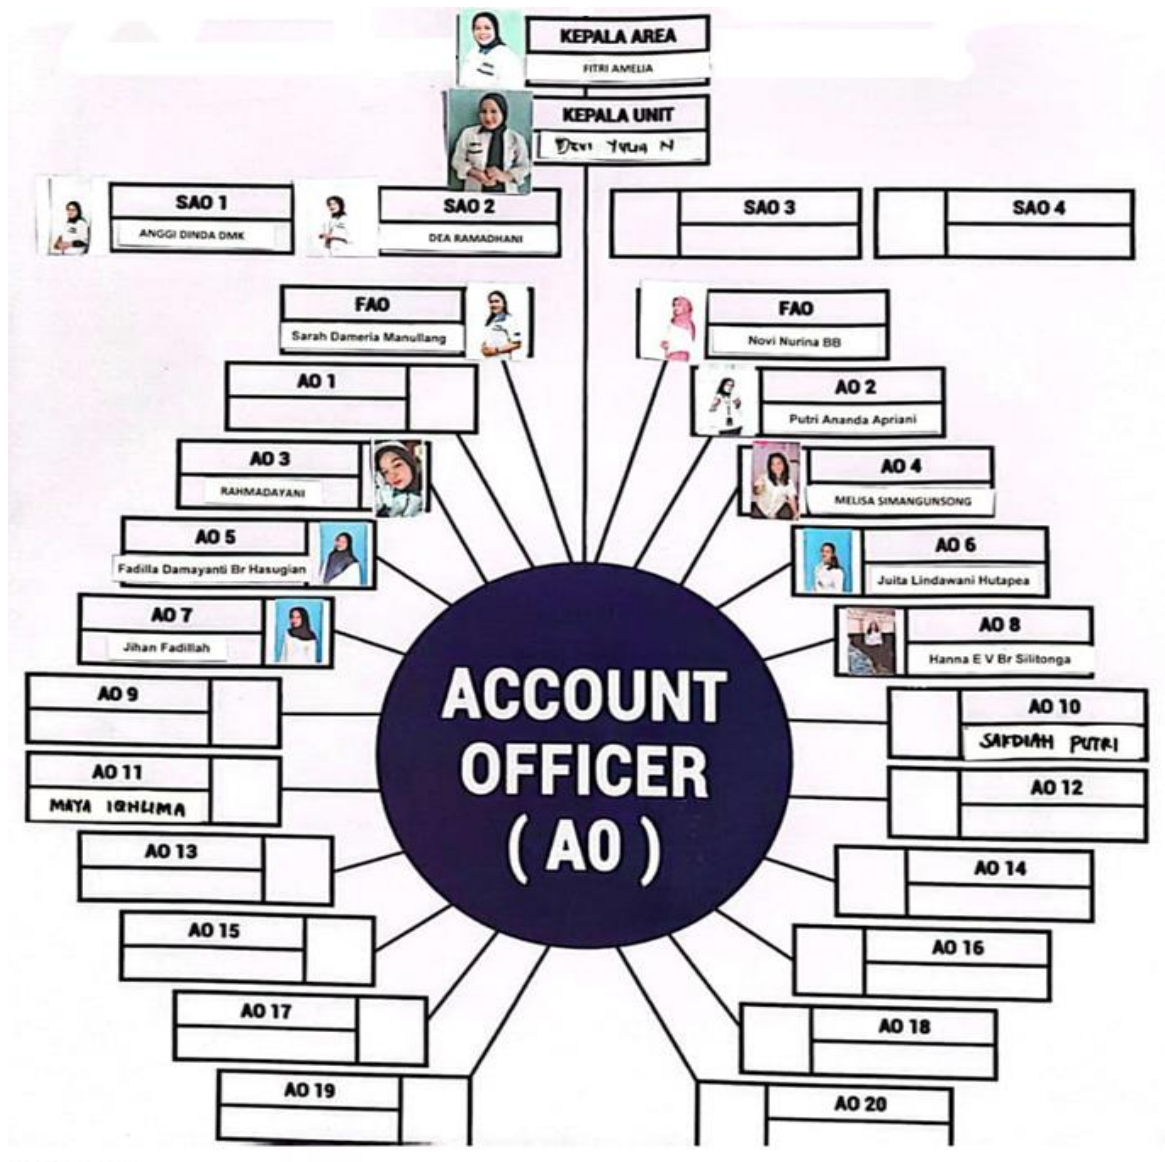 KEPALA AREA
FITRI AMELIA
KEPALA UNIT
DEVI YULIA N
SAO 1
ANGGI DINDA DMK
SAO 2
DEA RAMADHANI
SAO 3
SAO 4
FAO
Sarah Dameria Manullang
FAO
Novi Nurina BB
AO 1
AO 2
Putri Ananda Apriani
AO 3
RAHMADAYANI
AO 4
MELISA SIMANGUNSONG
AO 5
Fadilla Damayanti Br Hasugian
AO 6
Juita Lindawani Hutapea
AO 7
Jihan Fadillah
AO 8
Hanna E V Br Silitonga
AO 9
AO 10
SAKDIAH PUTRI
AO 11
MAYA IQHLIMA
AO 12
AO 13
AO 14
AO 15
AO 16
AO 17
AO 18
AO 19
AO 20
ACCOUNT
OFFICER
( AO )